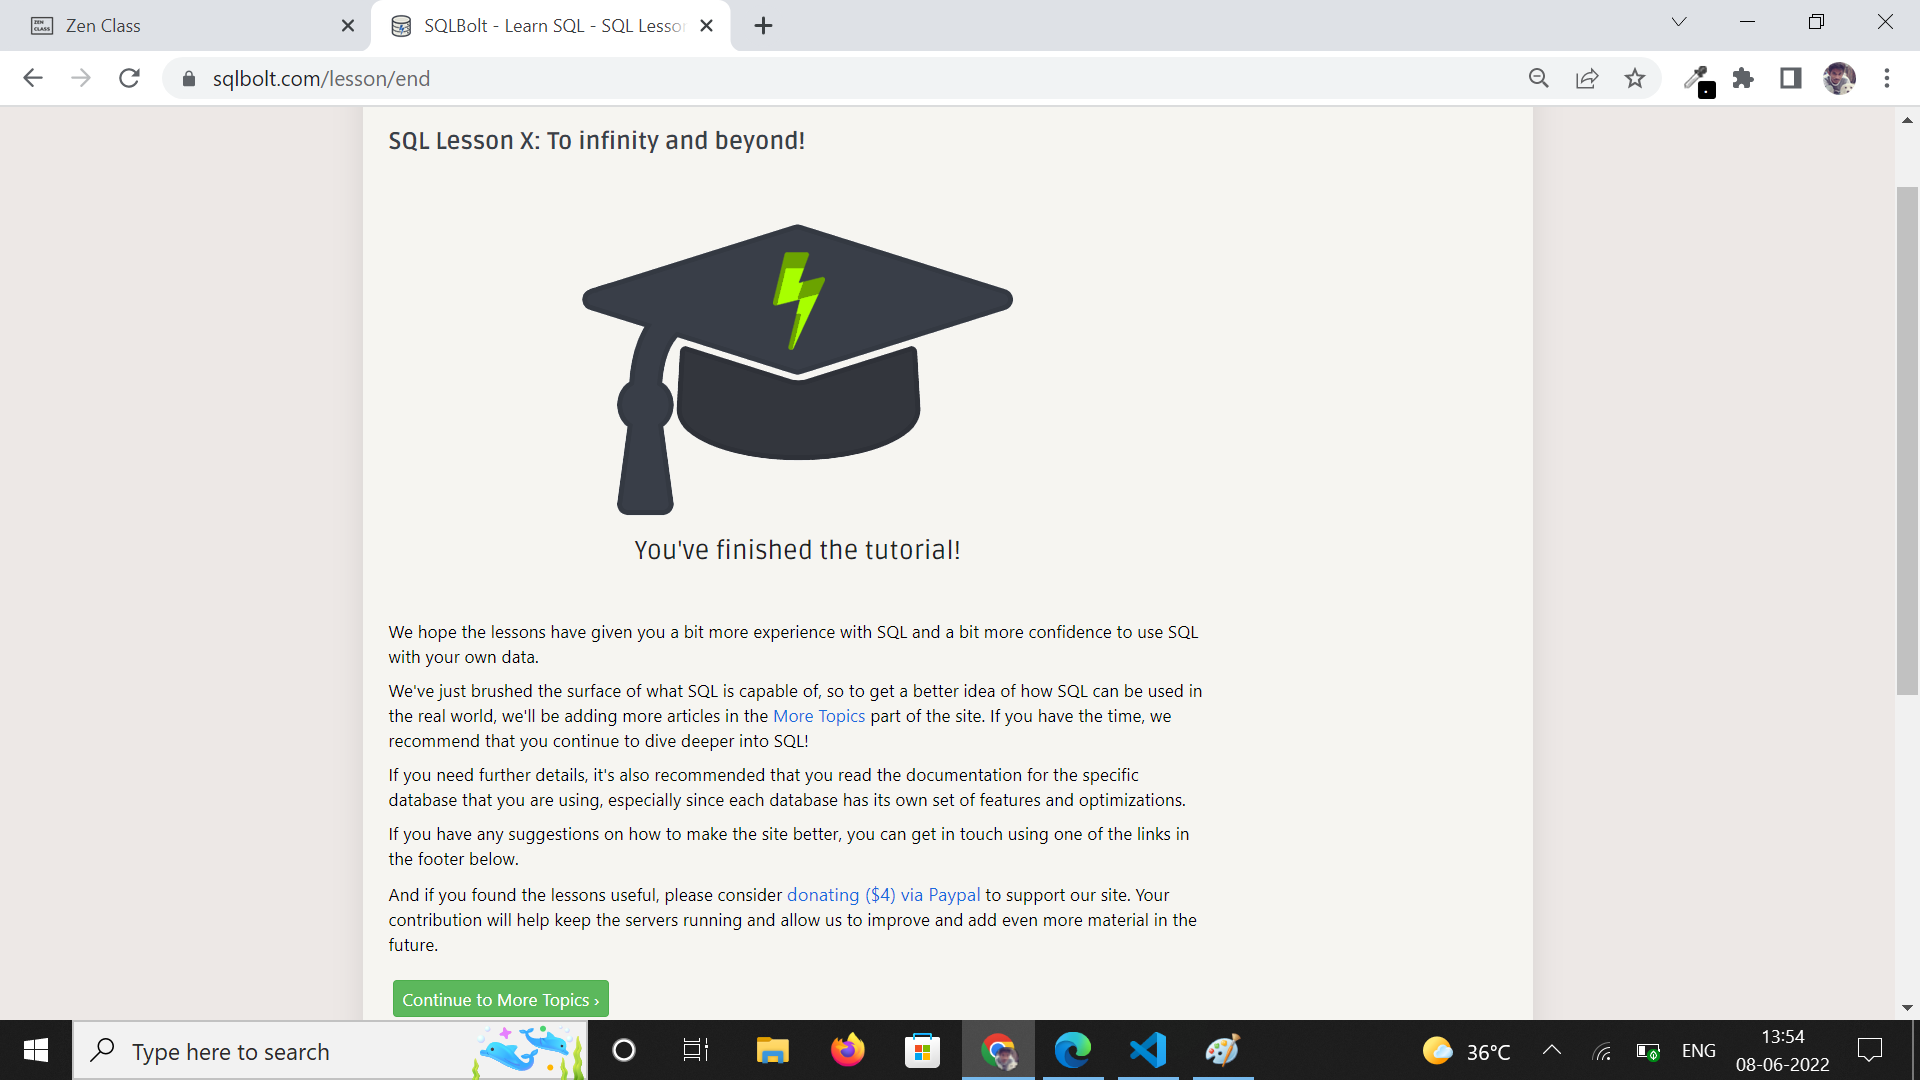 ZEN CLASS
Zen Class
SQLBolt - Learn SQL - SQL Lesso
sqlbolt.com/lesson/end
SQL Lesson X: To infinity and beyond!
You've finished the tutorial!
We hope the lessons have given you a bit more experience with SQL and a bit more confidence to use SQL
with your own data.
We've just brushed the surface of what SQL is capable of, so to get a better idea of how SQL can be used in
the real world, we'll be adding more articles in the More Topics part of the site. If you have the time, we
recommend that you continue to dive deeper into SQL!
If you need further details, it's also recommended that you read the documentation for the specific
database that you are using, especially since each database has its own set of features and optimizations.
If you have any suggestions on how to make the site better, you can get in touch using one of the links in
the footer below.
And if you found the lessons useful, please consider donating ($4) via Paypal to support our site. Your
contribution will help keep the servers running and allow us to improve and add even more material in the
future.
Continue to More Topics ›
Type here to search
36°C
ENG
13:54
08-06-2022